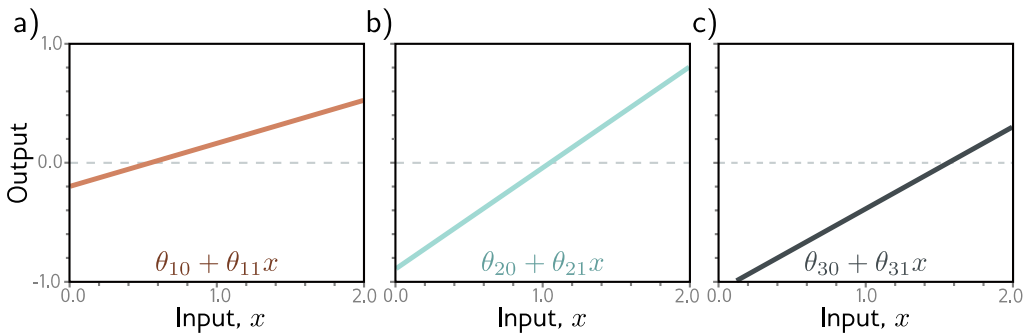 a) b) c)
1.0
Output
0.0
-1.0
θ₁₀ + θ₁₁x θ₂₀ + θ₂₁x θ₃₀ + θ₃₁x
0.0 1.0 2.0 0.0 1.0 2.0 0.0 1.0 2.0
Input, x Input, x Input, x